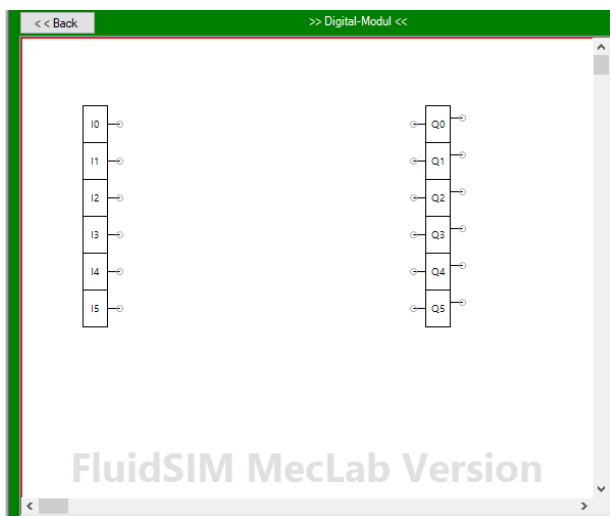 < < Back
>> Digital-Modul <<
I0 Q0
I1 Q1
I2 Q2
I3 Q3
I4 Q4
I5 Q5
FluidSIM MecLab Version